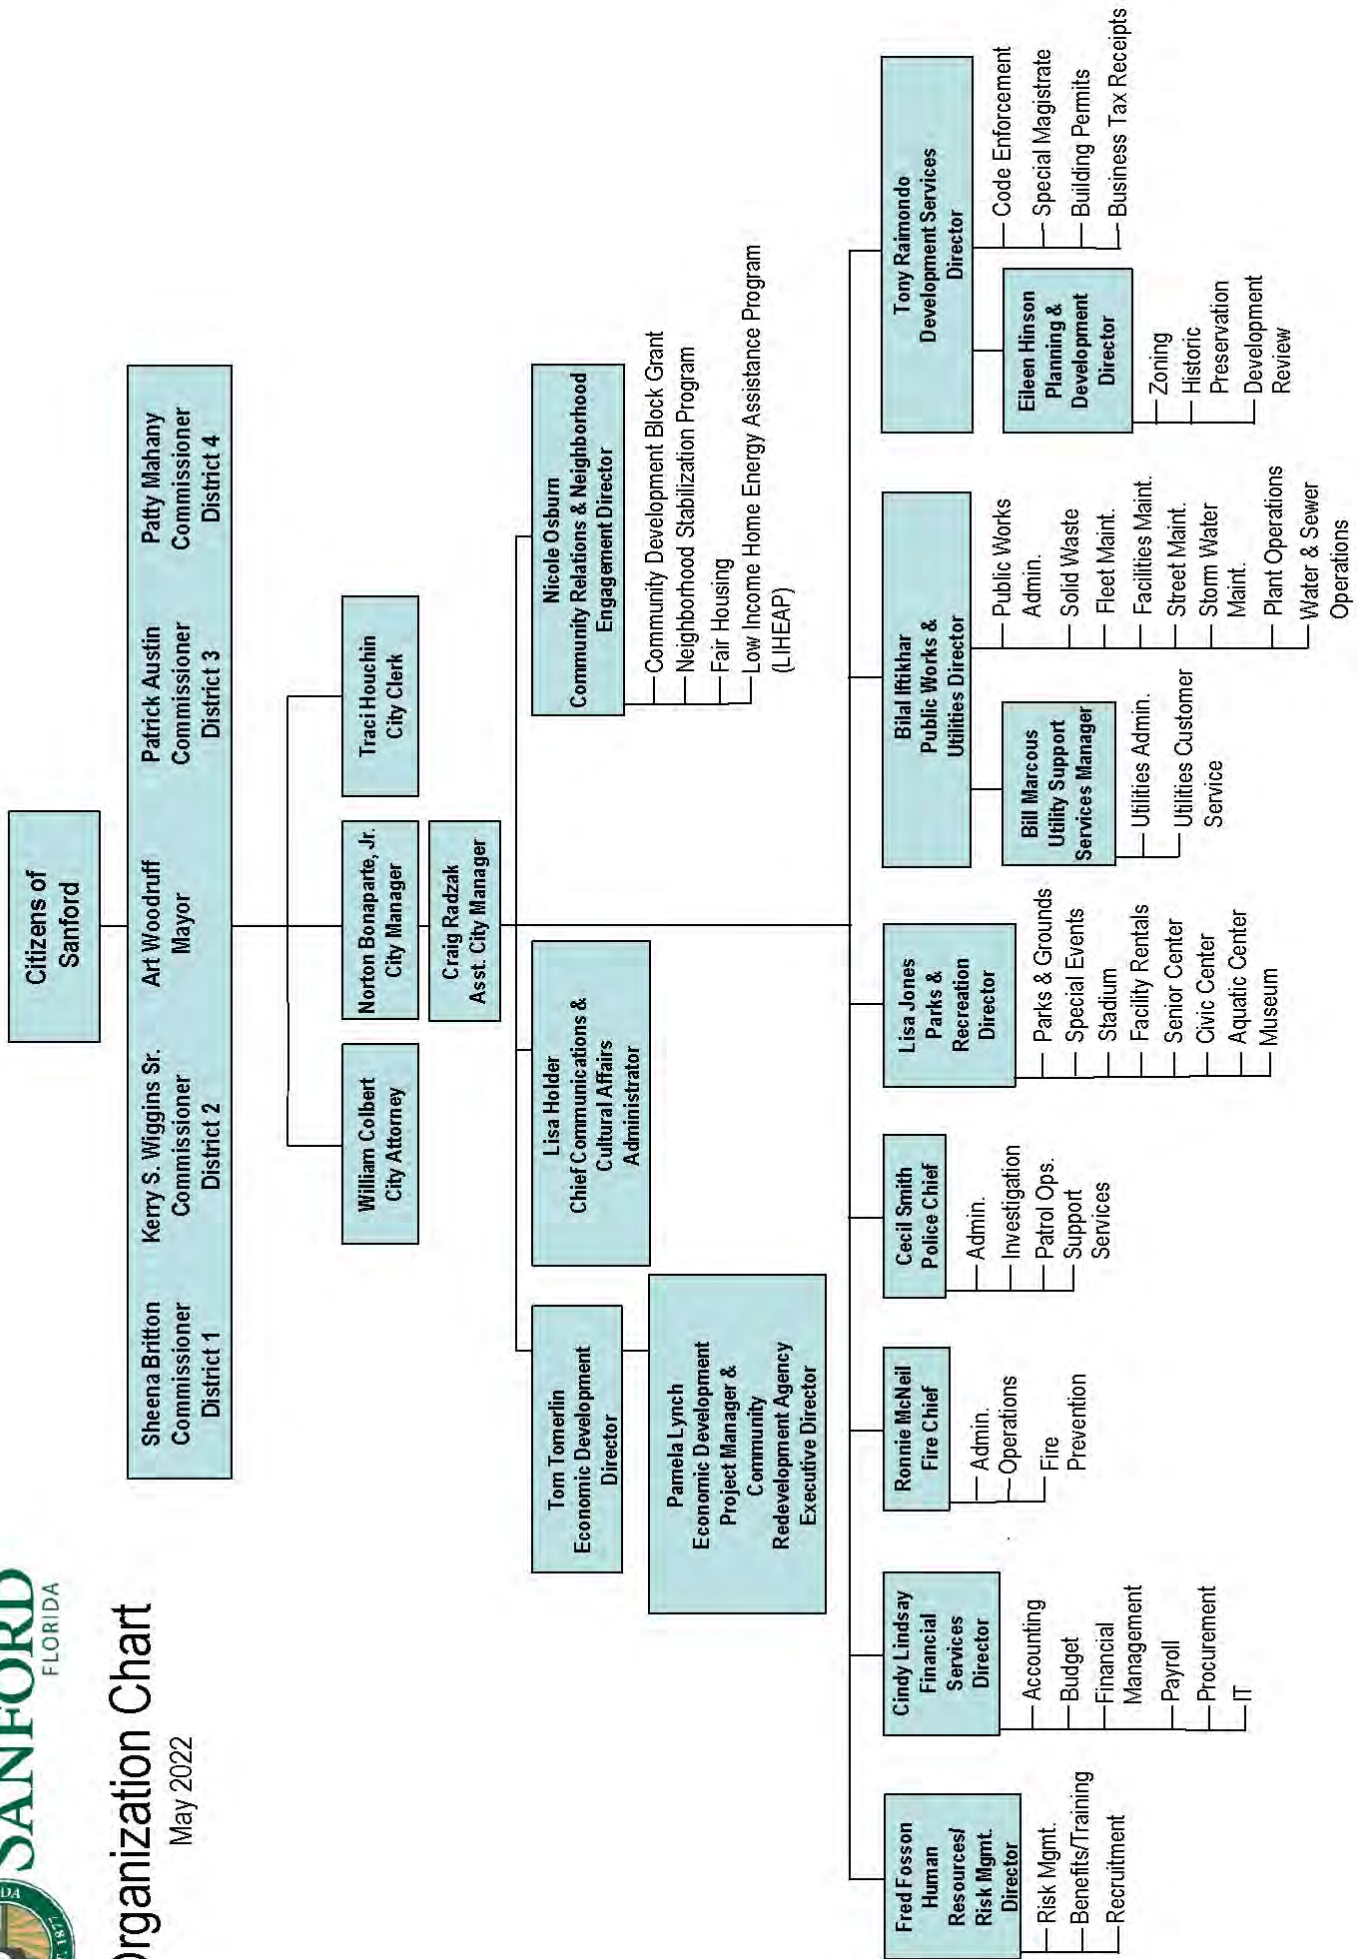 SANFORD
FLORIDA
Organization Chart
May 2022
1877
Citizens of
Sanford
Sheena Britton
Commissioner
District 1
Kerry S. Wiggins Sr.
Commissioner
District 2
Art Woodruff
Mayor
Patrick Austin
Commissioner
District 3
Patty Mahany
Commissioner
District 4
William Colbert
City Attorney
Norton Bonaparte, Jr.
City Manager
Traci Houchin
City Clerk
Craig Radzak
Asst. City Manager
Tom Tomerlin
Economic Development
Director
Lisa Holder
Chief Communications &
Cultural Affairs
Administrator
Nicole Osburn
Community Relations & Neighborhood
Engagement Director
Community Development Block Grant
Neighborhood Stabilization Program
Fair Housing
Low Income Home Energy Assistance Program
(LIHEAP)
Pamela Lynch
Economic Development
Project Manager &
Community
Redevelopment Agency
Executive Director
Fred Fosson
Human
Resources/
Risk Mgmt.
Director
Risk Mgmt.
Benefits/Training
Recruitment
Cindy Lindsay
Financial
Services
Director
Accounting
Budget
Financial
Management
Payroll
Procurement
IT
Ronnie McNeil
Fire Chief
Admin.
Operations
Fire
Prevention
Cecil Smith
Police Chief
Admin.
Investigation
Patrol Ops.
Support
Services
Lisa Jones
Parks &
Recreation
Director
Parks & Grounds
Special Events
Stadium
Facility Rentals
Senior Center
Civic Center
Aquatic Center
Museum
Bilal Iftikhar
Public Works &
Utilities Director
Bill Marcous
Utility Support
Services Manager
Utilities Admin.
Utilities Customer
Service
Public Works
Admin.
Solid Waste
Fleet Maint.
Facilities Maint.
Street Maint.
Storm Water
Maint.
Plant Operations
Water & Sewer
Operations
Tony Raimondo
Development Services
Director
Eileen Hinson
Planning &
Development
Director
Zoning
Historic
Preservation
Development
Review
Code Enforcement
Special Magistrate
Building Permits
Business Tax Receipts